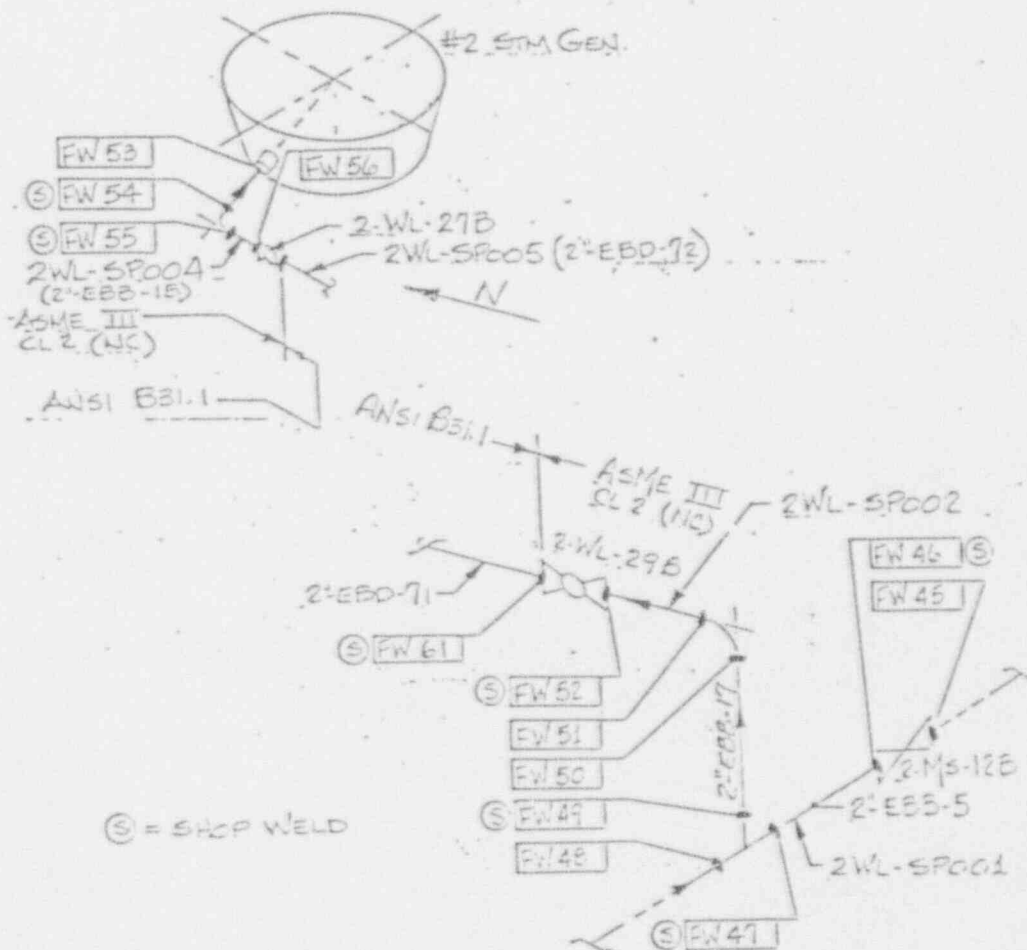 #2 STM GEN.
FW 53
FW 56
Ⓢ FW 54
Ⓢ FW 55
2-WL-27B
2WL-SP005 (2"-EBD-72)
2WL-SP004
(2"-EBB-15)
N
ASME III
CL 2 (NC)
ANSI B31.1
ANSI B31.1
ASME III
CL 2 (NC)
2WL-SP002
2-WL-29B
FW 46 Ⓢ
FW 45
2"-EBD-71
Ⓢ FW 61
Ⓢ FW 52
FW 51
2"-EBB-17
FW 50
2-MS-12B
2"-EBB-5
Ⓢ FW 49
Ⓢ = SHOP WELD
FW 48
2WL-SP001
Ⓢ FW 47